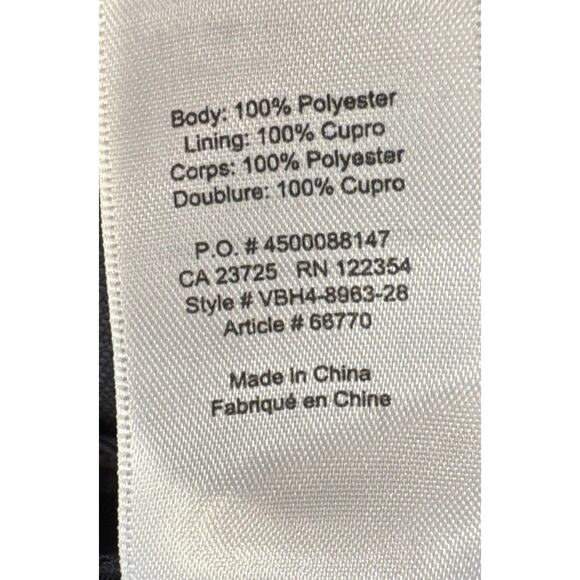 Body: 100% Polyester
Lining: 100% Cupro
Corps: 100% Polyester
Doublure: 100% Cupro
P.O. # 4500088147
CA 23725 RN 122354
Style # VBH4-8963-28
Article # 66770
Made in China
Fabriqué en Chine